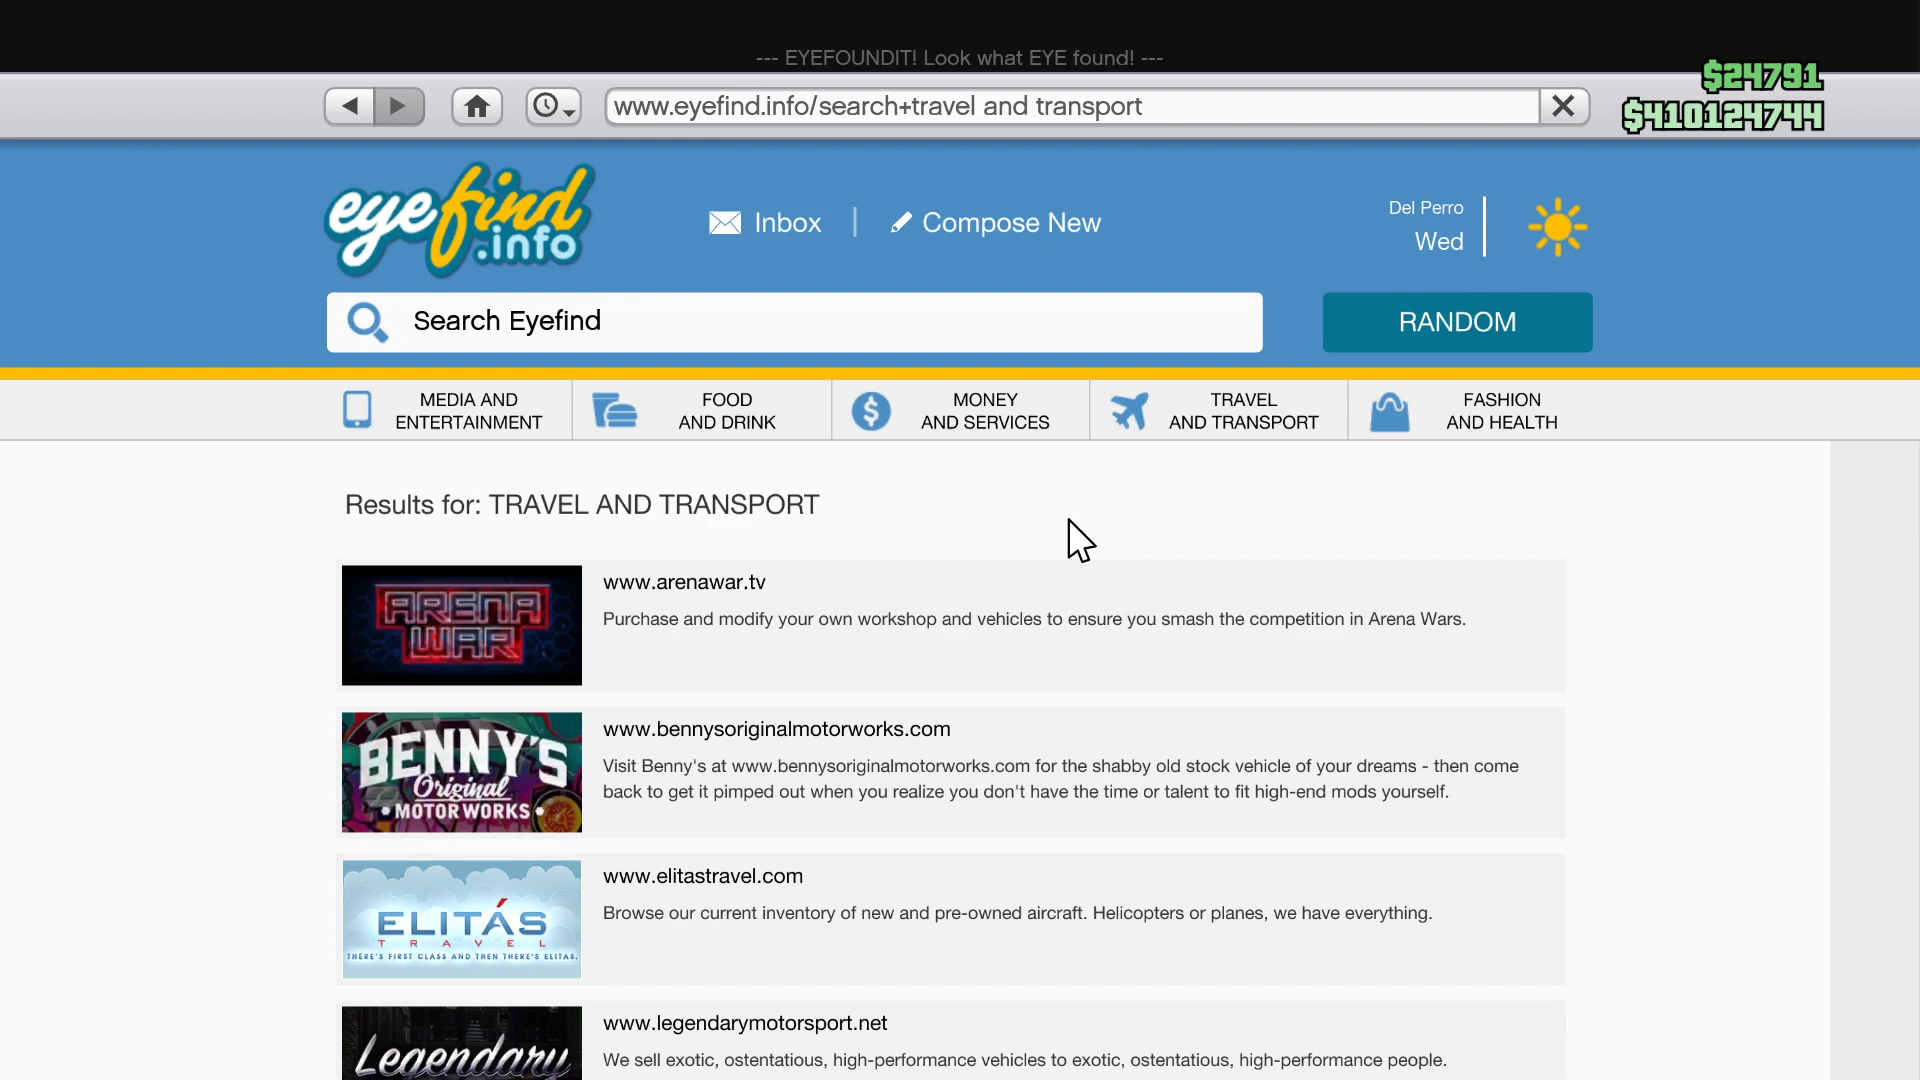 --- EYEFOUNDIT! Look what EYE found! ---
$24791
www.eyefind.info/search+travel and transport
$410124744
eyefind
.info
Inbox
Compose New
Del Perro
Wed
Search Eyefind
RANDOM
MEDIA AND
ENTERTAINMENT
FOOD
AND DRINK
MONEY
AND SERVICES
TRAVEL
AND TRANSPORT
FASHION
AND HEALTH
Results for: TRAVEL AND TRANSPORT
ARENA
WAR
www.arenawar.tv
Purchase and modify your own workshop and vehicles to ensure you smash the competition in Arena Wars.
BENNY'S
Original
MOTOR WORKS
www.bennysoriginalmotorworks.com
Visit Benny's at www.bennysoriginalmotorworks.com for the shabby old stock vehicle of your dreams - then come
back to get it pimped out when you realize you don't have the time or talent to fit high-end mods yourself.
ELITÁS
TRAVEL
THERE'S FIRST CLASS AND THEN THERE'S ELITAS.
www.elitastravel.com
Browse our current inventory of new and pre-owned aircraft. Helicopters or planes, we have everything.
Legendary
www.legendarymotorsport.net
We sell exotic, ostentatious, high-performance vehicles to exotic, ostentatious, high-performance people.